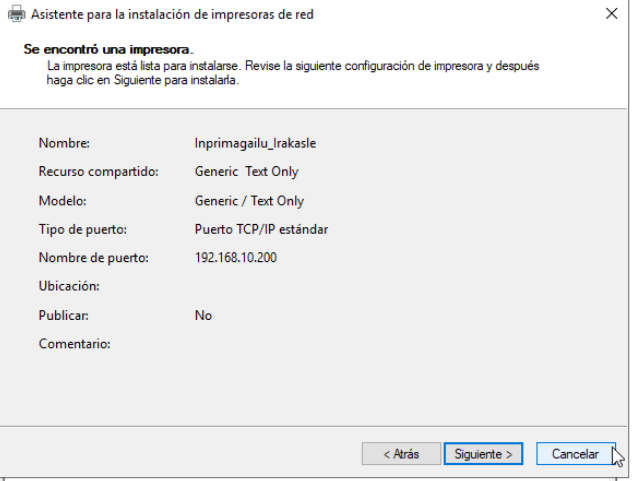 Asistente para la instalación de impresoras de red
Se encontró una impresora.
La impresora está lista para instalarse. Revise la siguiente configuración de impresora y después
haga clic en Siguiente para instalarla.
Nombre: Inprimagailu_Irakasle
Recurso compartido: Generic  Text Only
Modelo: Generic / Text Only
Tipo de puerto: Puerto TCP/IP estándar
Nombre de puerto: 192.168.10.200
Ubicación:
Publicar: No
Comentario:
< Atrás Siguiente > Cancelar